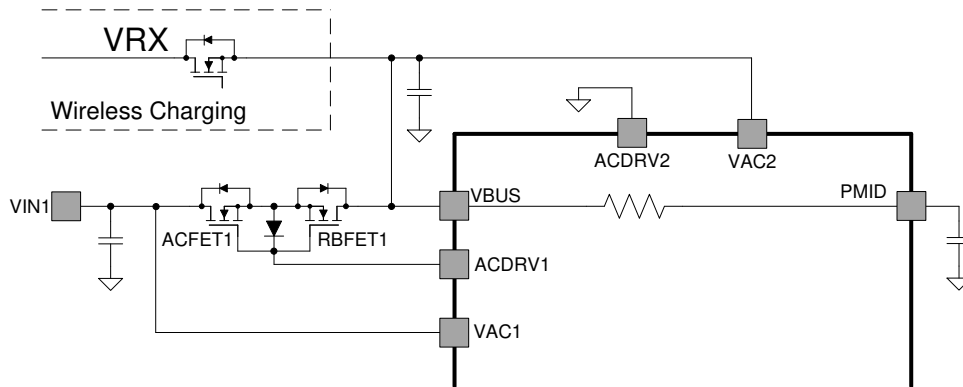 VRX
Wireless Charging
ACDRV2
VAC2
VIN1
VBUS
PMID
ACFET1
RBFET1
ACDRV1
VAC1